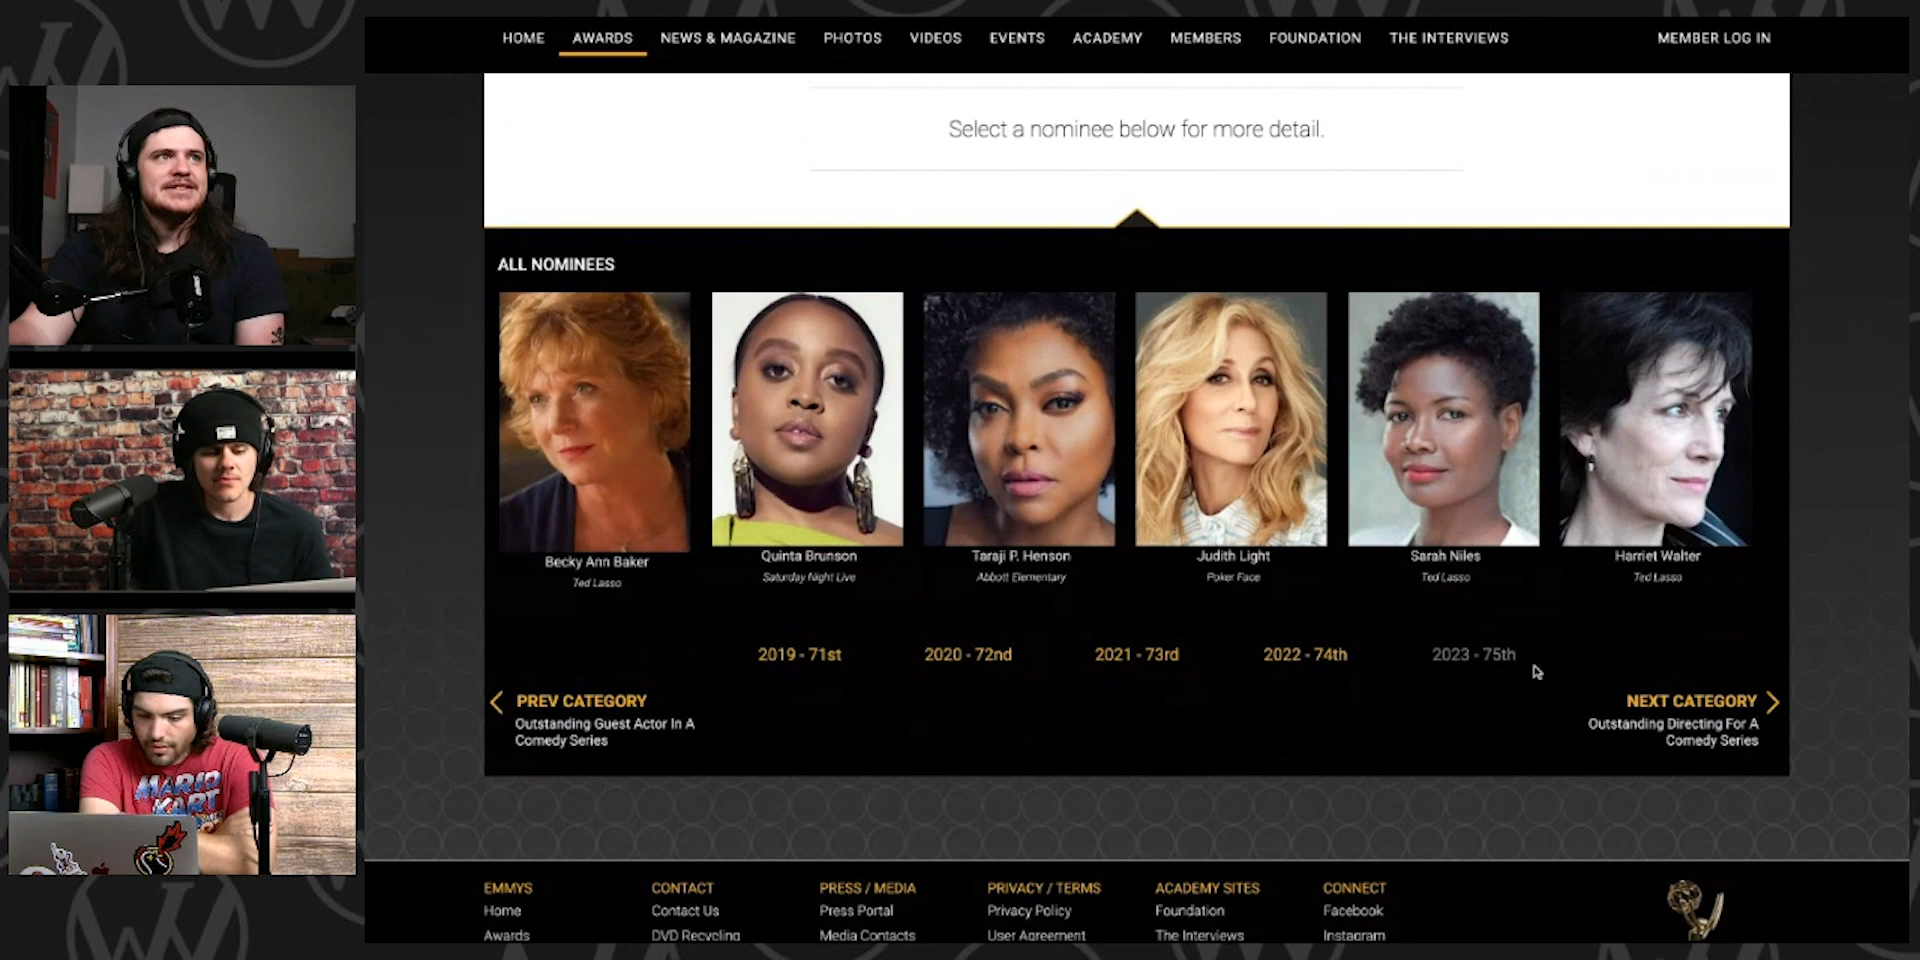 HOME AWARDS NEWS & MAGAZINE PHOTOS VIDEOS EVENTS ACADEMY MEMBERS FOUNDATION THE INTERVIEWS MEMBER LOG IN
Select a nominee below for more detail.
ALL NOMINEES
Becky Ann Baker
Ted Lasso
Quinta Brunson
Saturday Night Live
Taraji P. Henson
Abbott Elementary
Judith Light
Poker Face
Sarah Niles
Ted Lasso
Harriet Walter
Ted Lasso
2019 - 71st 2020 - 72nd 2021 - 73rd 2022 - 74th 2023 - 75th
PREV CATEGORY
Outstanding Guest Actor In A
Comedy Series
NEXT CATEGORY
Outstanding Directing For A
Comedy Series
MARIO
KART
EMMYS CONTACT PRESS / MEDIA PRIVACY / TERMS ACADEMY SITES CONNECT
Home Contact Us Press Portal Privacy Policy Foundation Facebook
Awards DVD Recycling Media Contacts User Agreement The Interviews Instagram